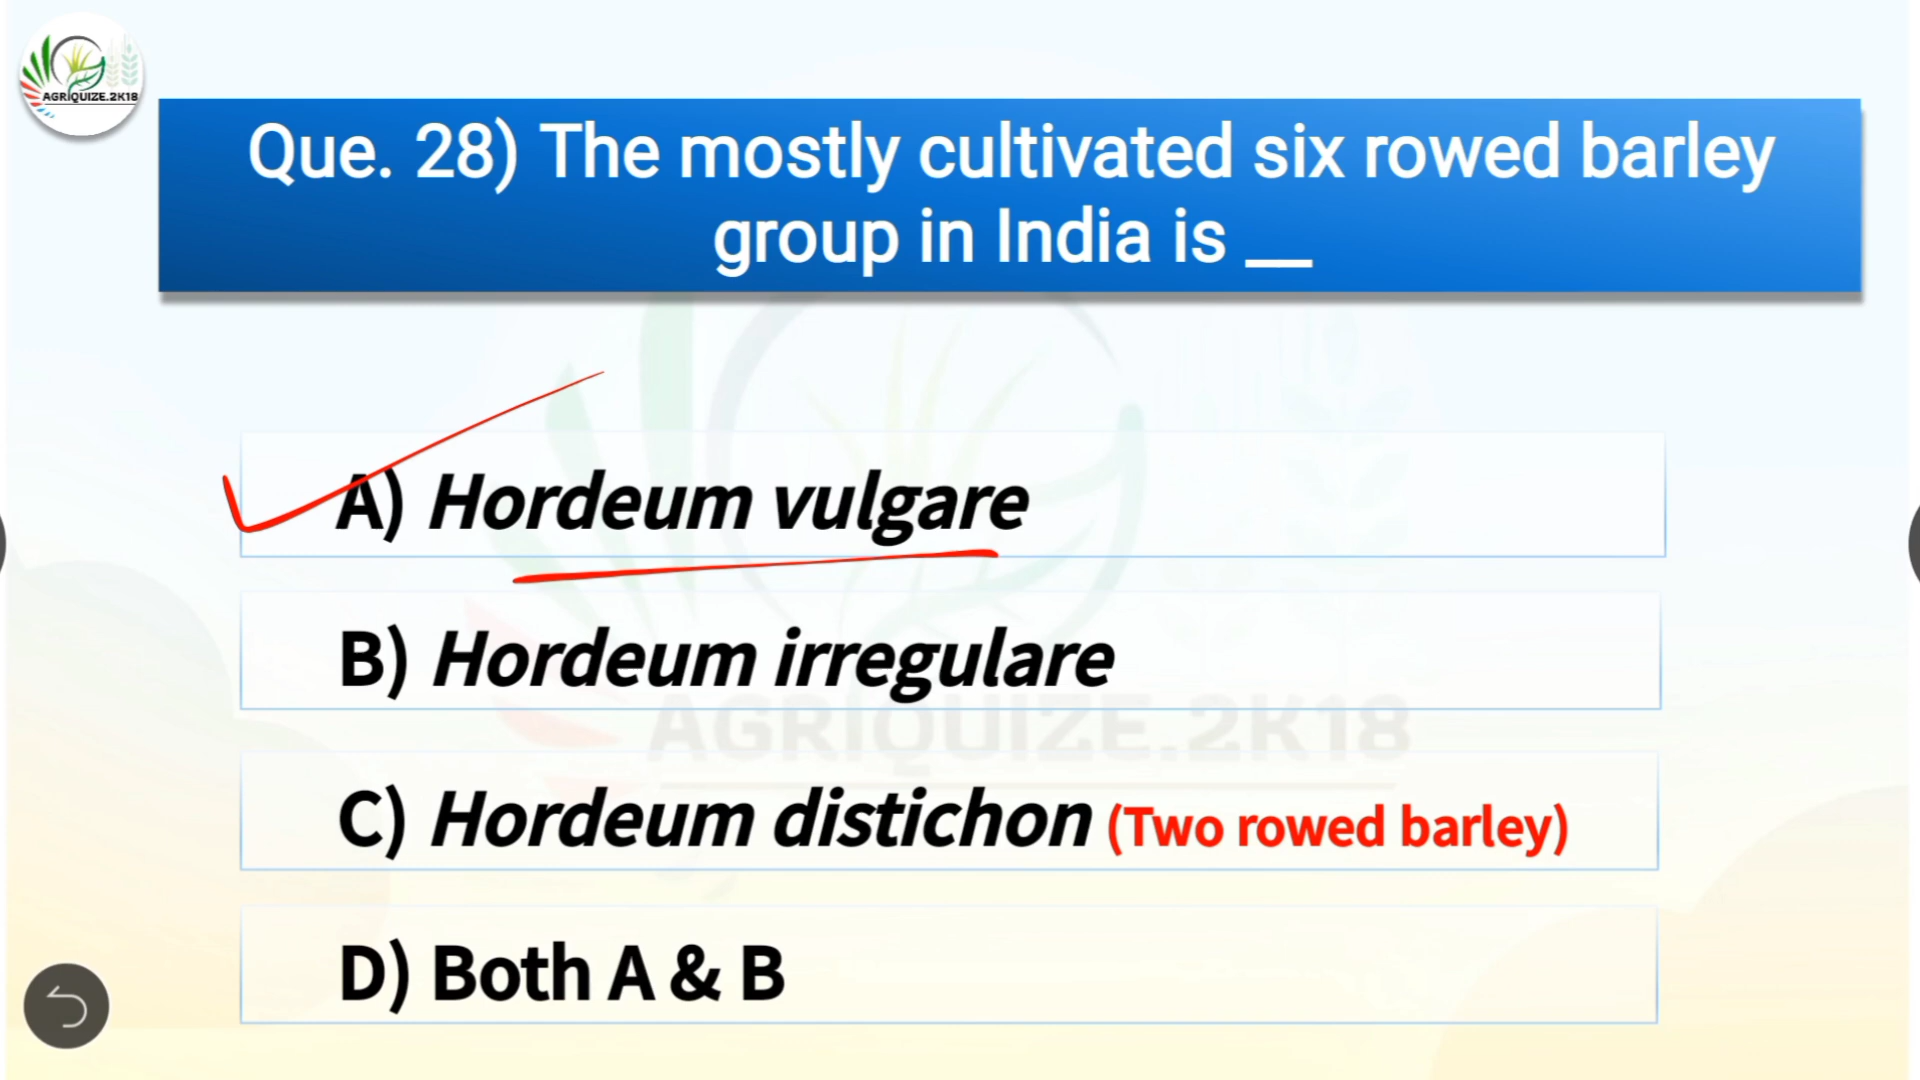 AGRIQUIZE.2K18
Que. 28) The mostly cultivated six rowed barley
group in India is __
A) Hordeum vulgare
B) Hordeum irregulare
AGRIQUIZE.2K18
C) Hordeum distichon (Two rowed barley)
D) Both A & B